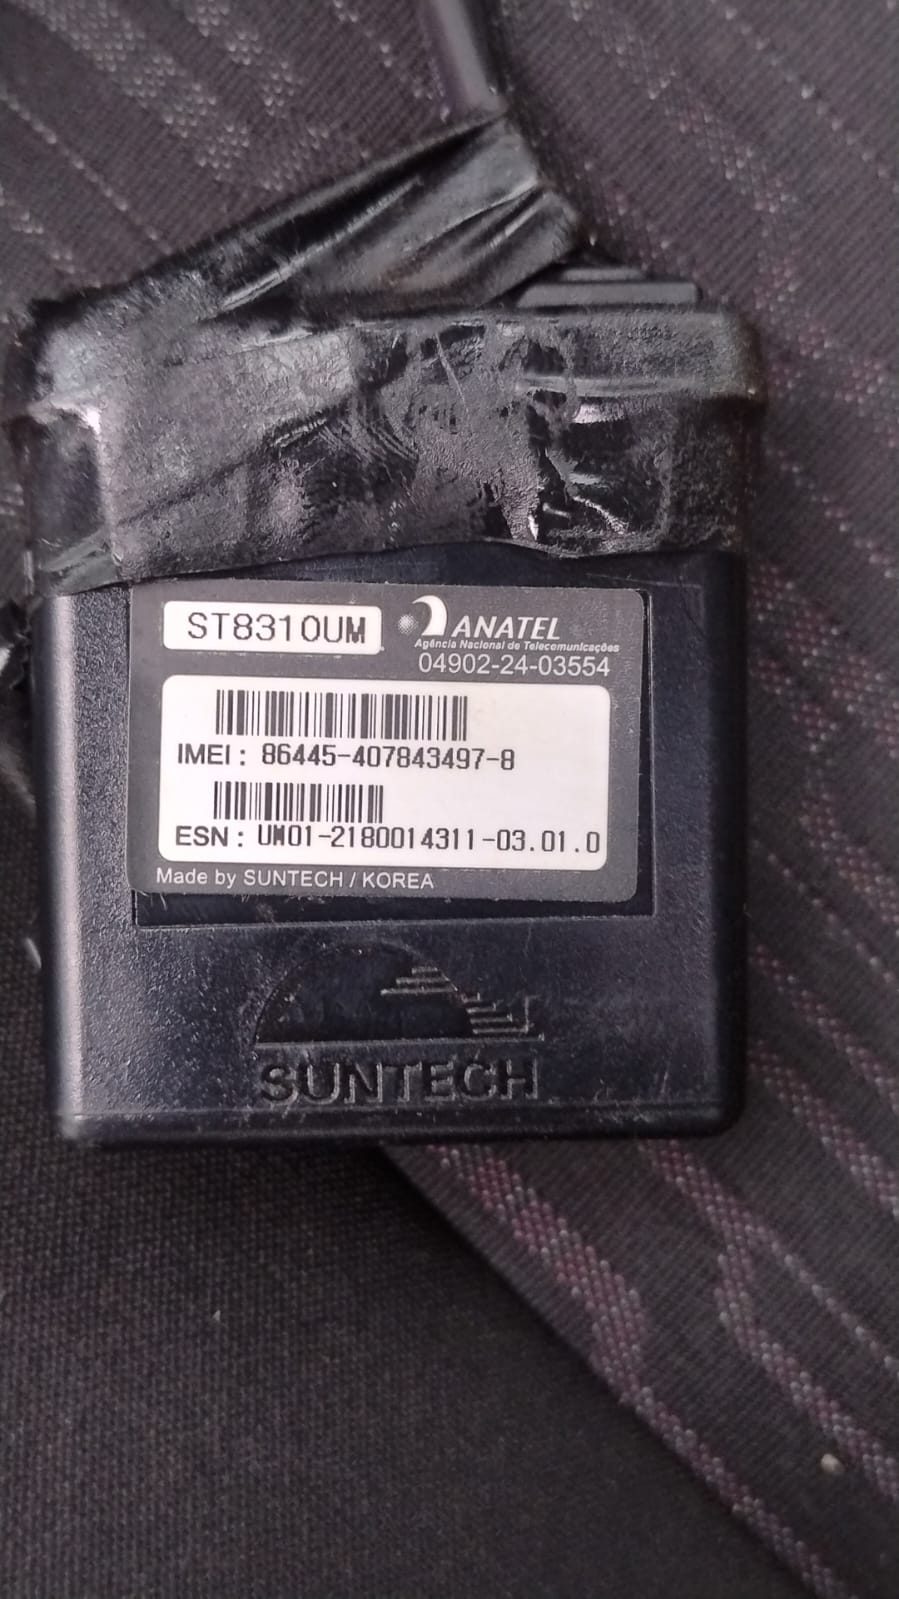 ST8310UM
ANATEL
Agência Nacional de Telecomunicações
04902-24-03554
IMEI : 86445-407843497-8
ESN : UM01-2180014311-03.01.0
Made by SUNTECH / KOREA
SUNTECH